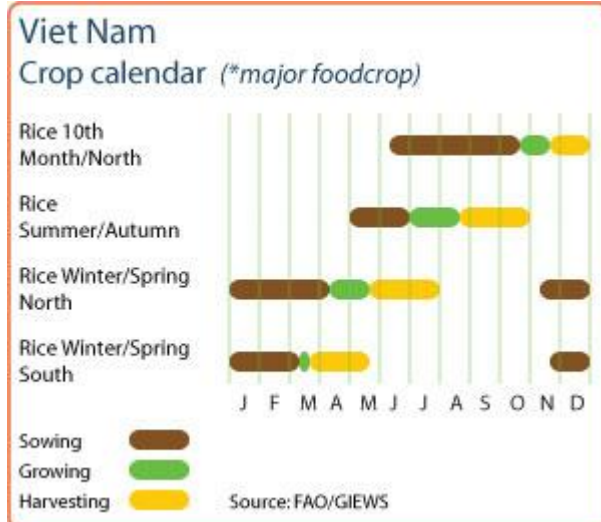 Viet Nam
Crop calendar (*major foodcrop)
Rice 10th
Month/North
Rice
Summer/Autumn
Rice Winter/Spring
North
Rice Winter/Spring
South
J F M A M J J A S O N D
Sowing
Growing
Harvesting
Source: FAO/GIEWS